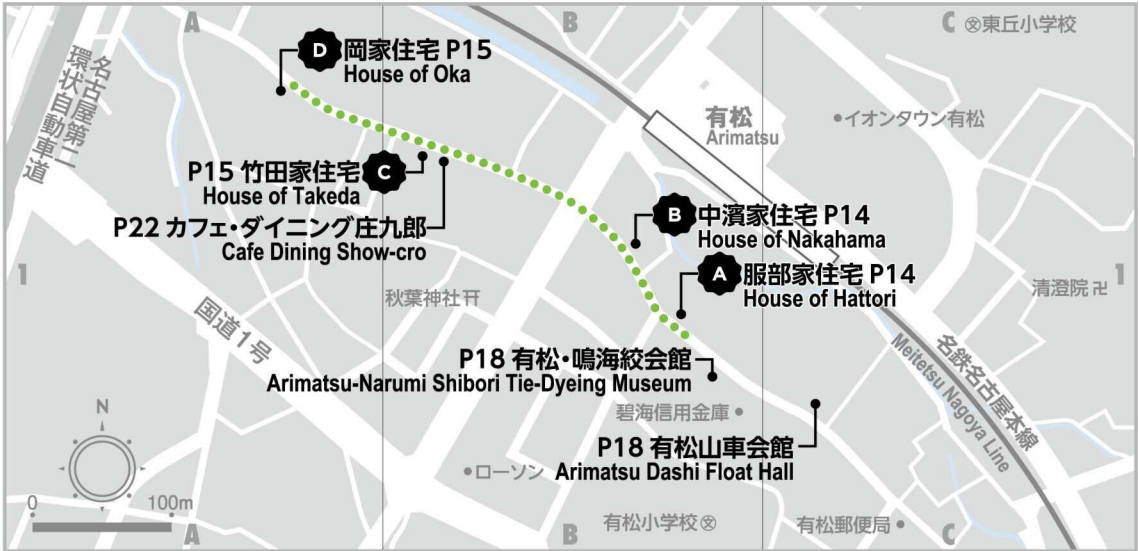 A
B
C
東丘小学校
名古屋第二
環状自動車道
D
岡家住宅 P15
House of Oka
有松
Arimatsu
イオンタウン有松
P15 竹田家住宅
House of Takeda
C
P22 カフェ・ダイニング庄九郎
Cafe Dining Show-cro
B
中濱家住宅 P14
House of Nakahama
A
服部家住宅 P14
House of Hattori
1
1
秋葉神社
清澄院
国道1号
P18 有松・鳴海絞会館
Arimatsu-Narumi Shibori Tie-Dyeing Museum
名鉄名古屋本線
Meitetsu Nagoya Line
碧海信用金庫
P18 有松山車会館
Arimatsu Dashi Float Hall
N
ローソン
0 100m
有松小学校
有松郵便局
A
B
C